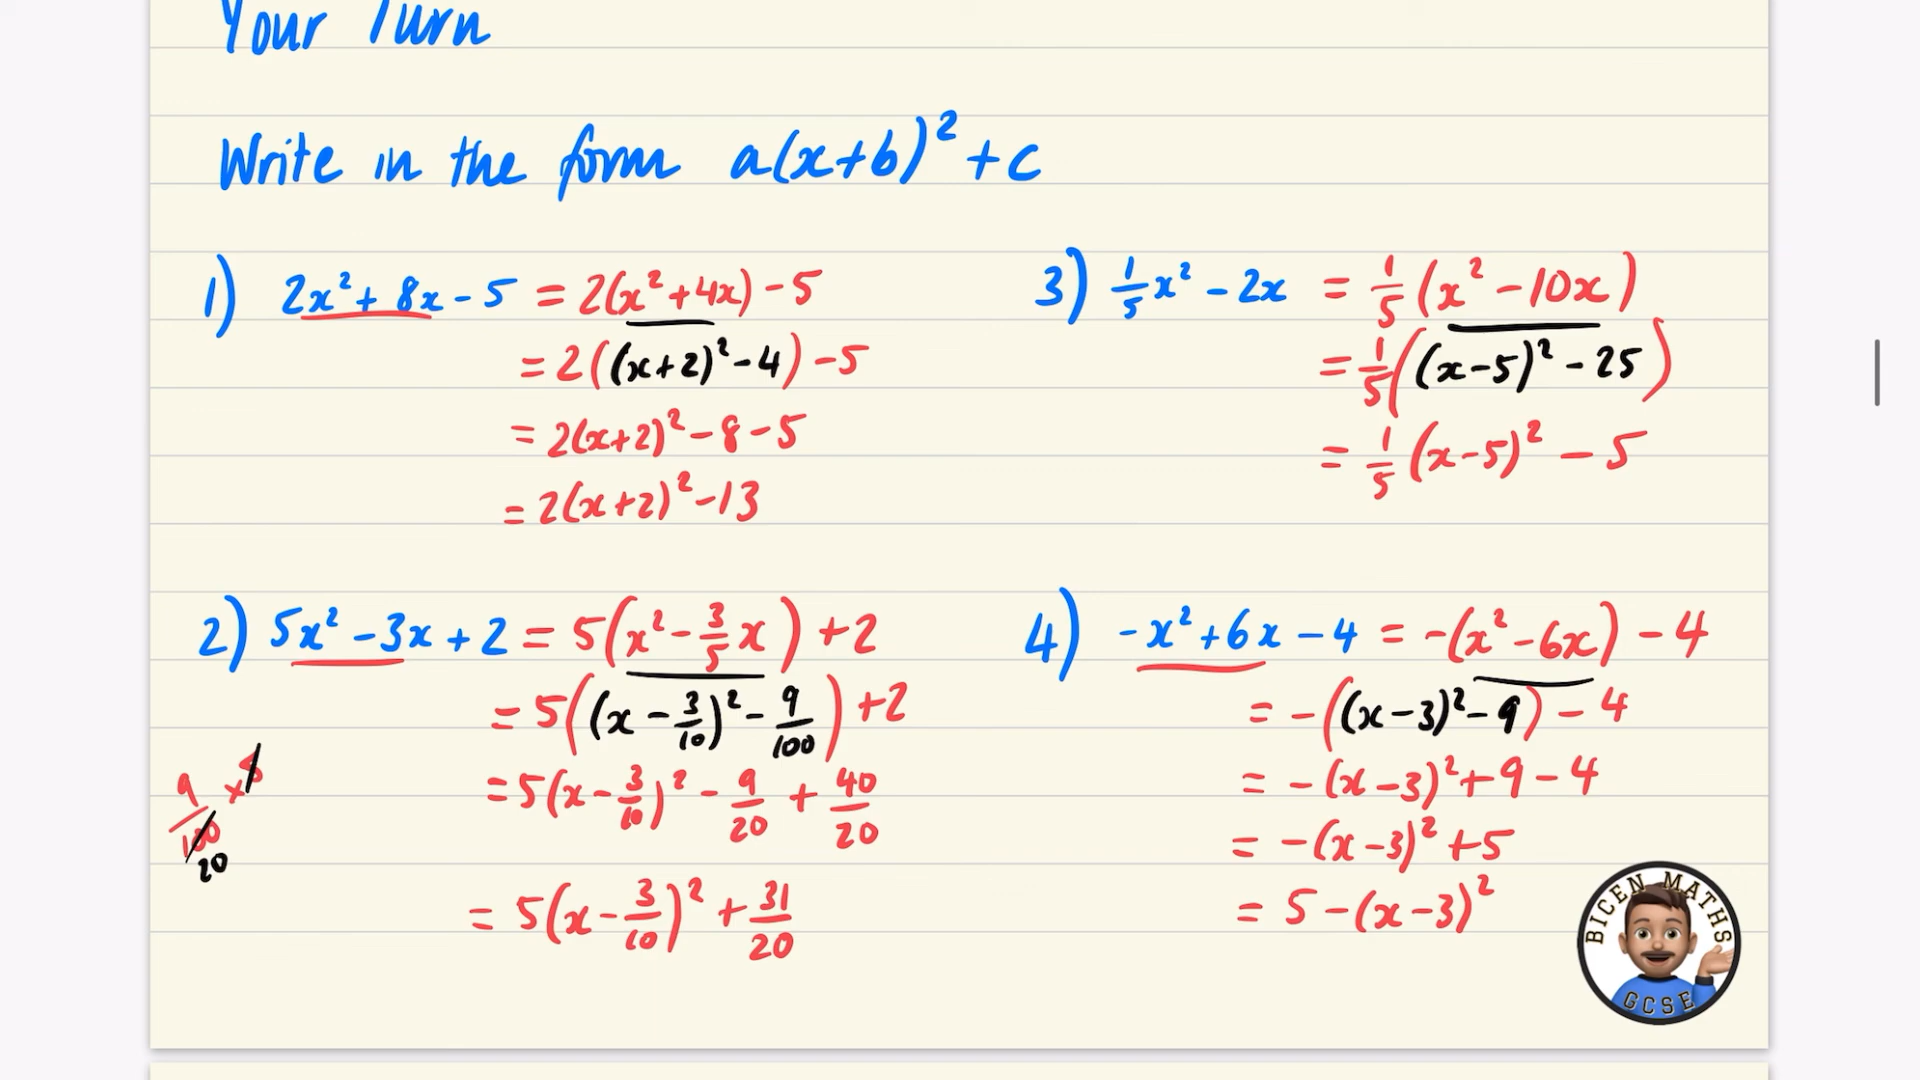 Your Turn
Write in the form a(x+b)² + c
1) 2x² + 8x - 5 = 2(x² + 4x) - 5
= 2((x+2)² - 4) - 5
= 2(x+2)² - 8 - 5
= 2(x+2)² - 13
2) 5x² - 3x + 2 = 5(x² - 3/5 x) + 2
= 5((x - 3/10)² - 9/100) + 2
= 5(x - 3/10)² - 9/20 + 40/20
= 5(x - 3/10)² + 31/20
9/100 × 5
20
3) 1/5 x² - 2x = 1/5 (x² - 10x)
= 1/5 ((x-5)² - 25)
= 1/5 (x-5)² - 5
4) -x² + 6x - 4 = -(x² - 6x) - 4
= -((x-3)² - 9) - 4
= -(x-3)² + 9 - 4
= -(x-3)² + 5
= 5 - (x-3)²
BICEN MATHS
GCSE